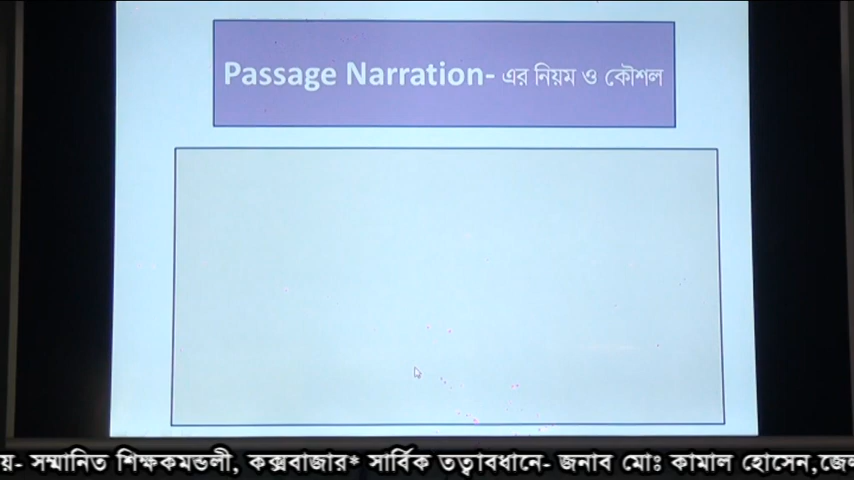 Passage Narration- এর নিয়ম ও কৌশল
য়- সম্মানিত শিক্ষকমন্ডলী, কক্সবাজার* সার্বিক তত্বাবধানে- জনাব মোঃ কামাল হোসেন,জেল